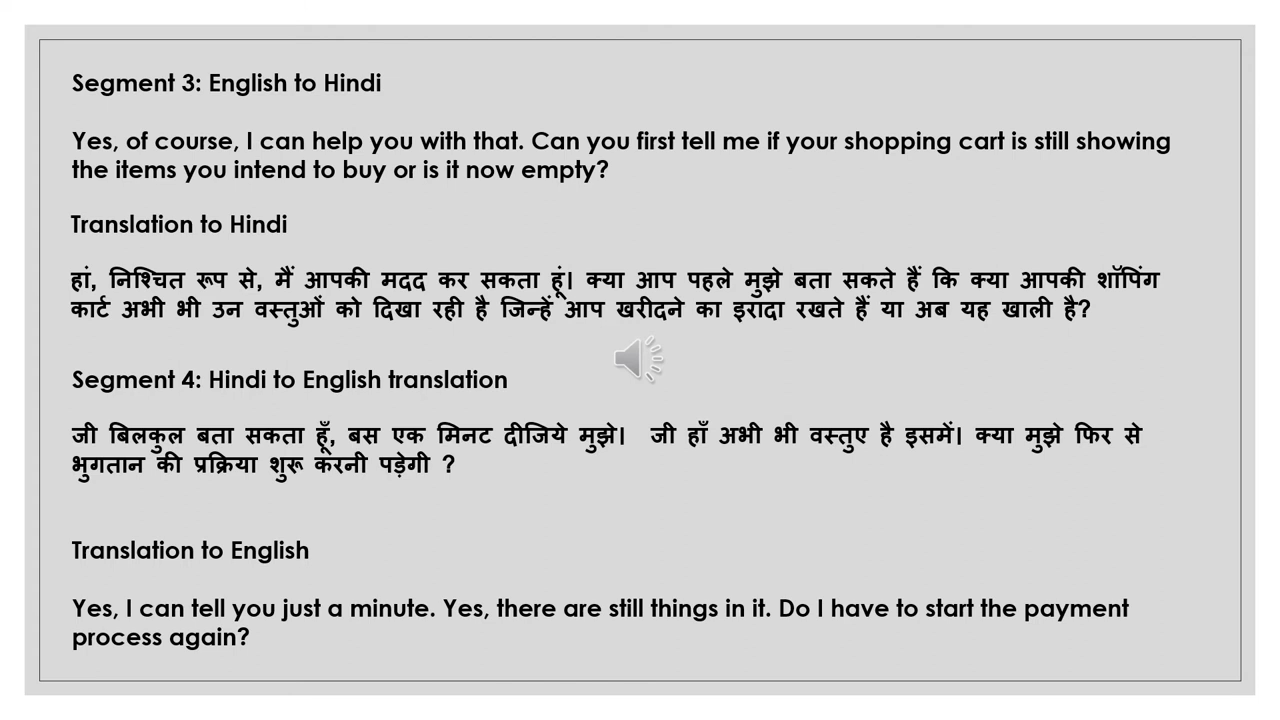 Segment 3: English to Hindi
Yes, of course, I can help you with that. Can you first tell me if your shopping cart is still showing
the items you intend to buy or is it now empty?
Translation to Hindi
हां, निश्चित रूप से, मैं आपकी मदद कर सकता हूं। क्या आप पहले मुझे बता सकते हैं कि क्या आपकी शॉपिंग
कार्ट अभी भी उन वस्तुओं को दिखा रही है जिन्हें आप खरीदने का इरादा रखते हैं या अब यह खाली है?
Segment 4: Hindi to English translation
जी बिलकुल बता सकता हूँ, बस एक मिनट दीजिये मुझे। जी हाँ अभी भी वस्तुए है इसमें। क्या मुझे फिर से
भुगतान की प्रक्रिया शुरू करनी पड़ेगी ?
Translation to English
Yes, I can tell you just a minute. Yes, there are still things in it. Do I have to start the payment
process again?